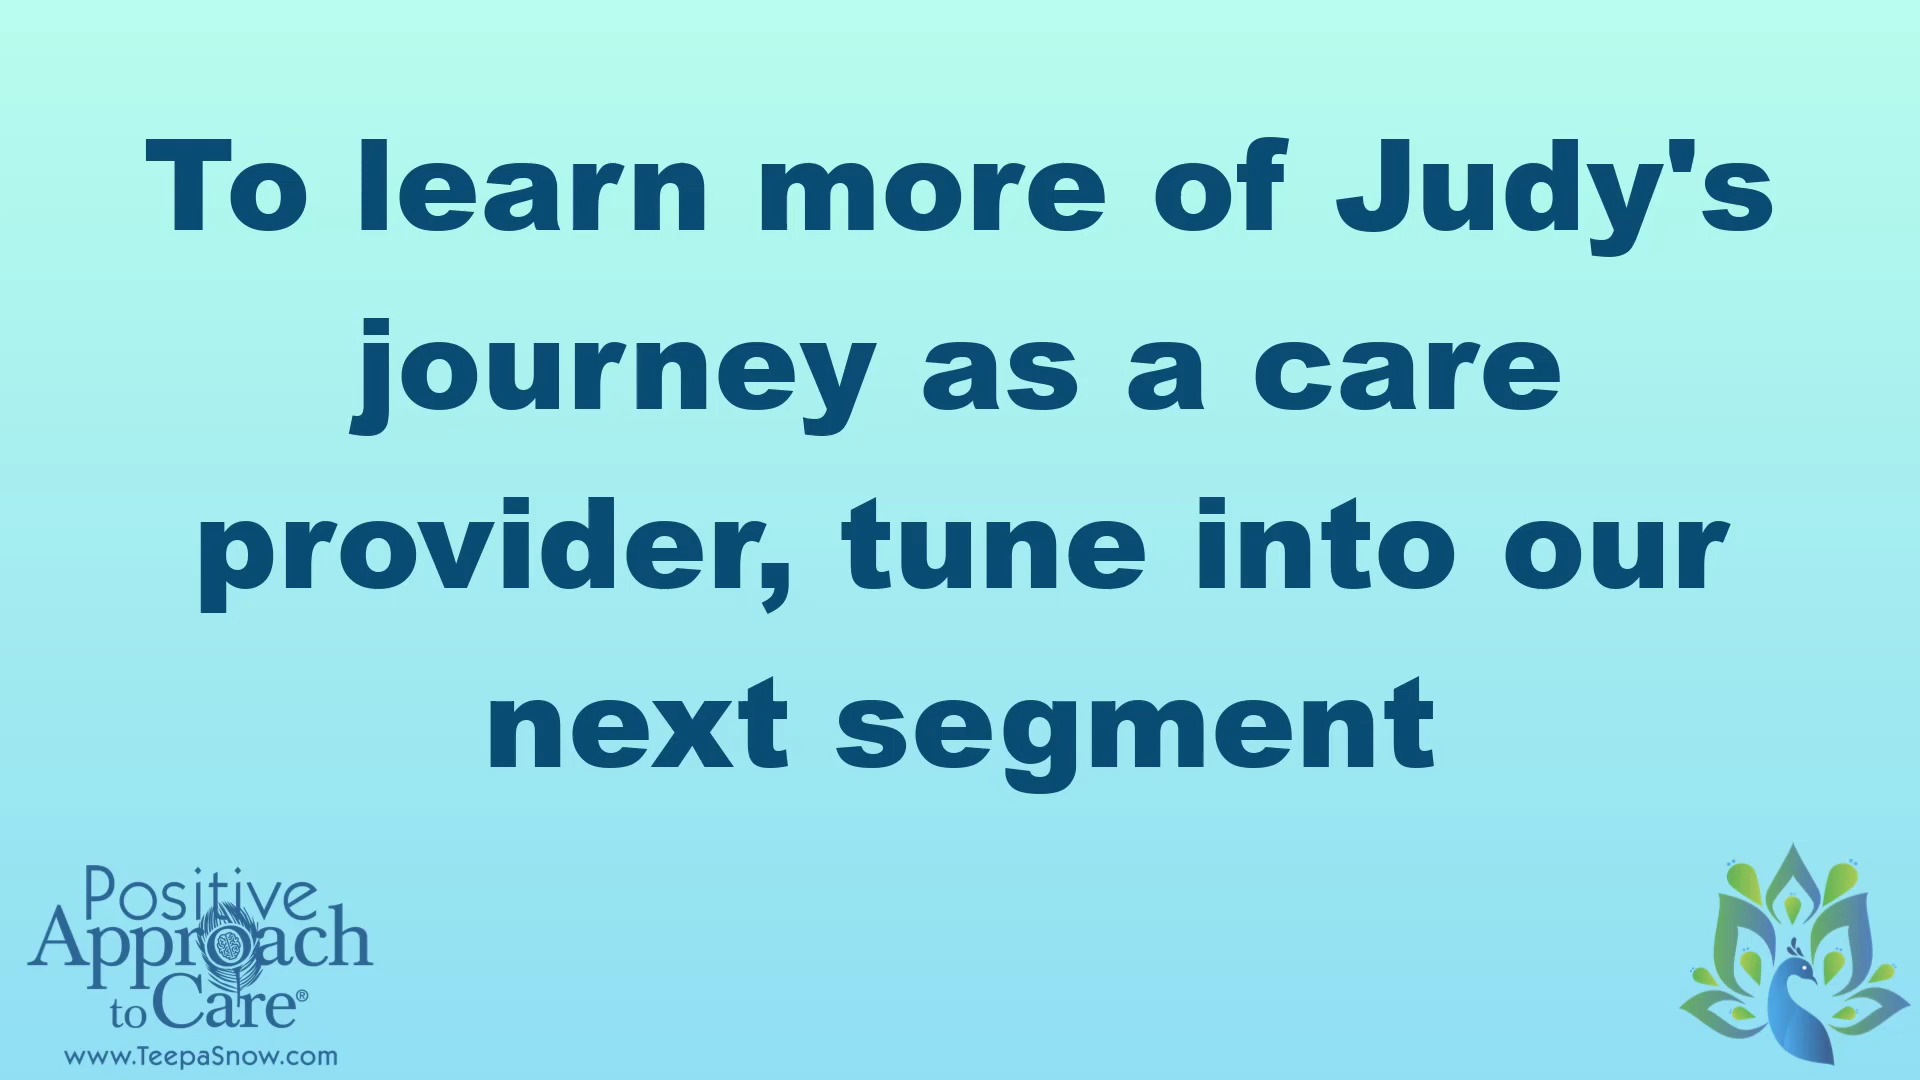 To learn more of Judy's
journey as a care
provider, tune into our
next segment
Positive
Approach
to Care®
www.TeepaSnow.com